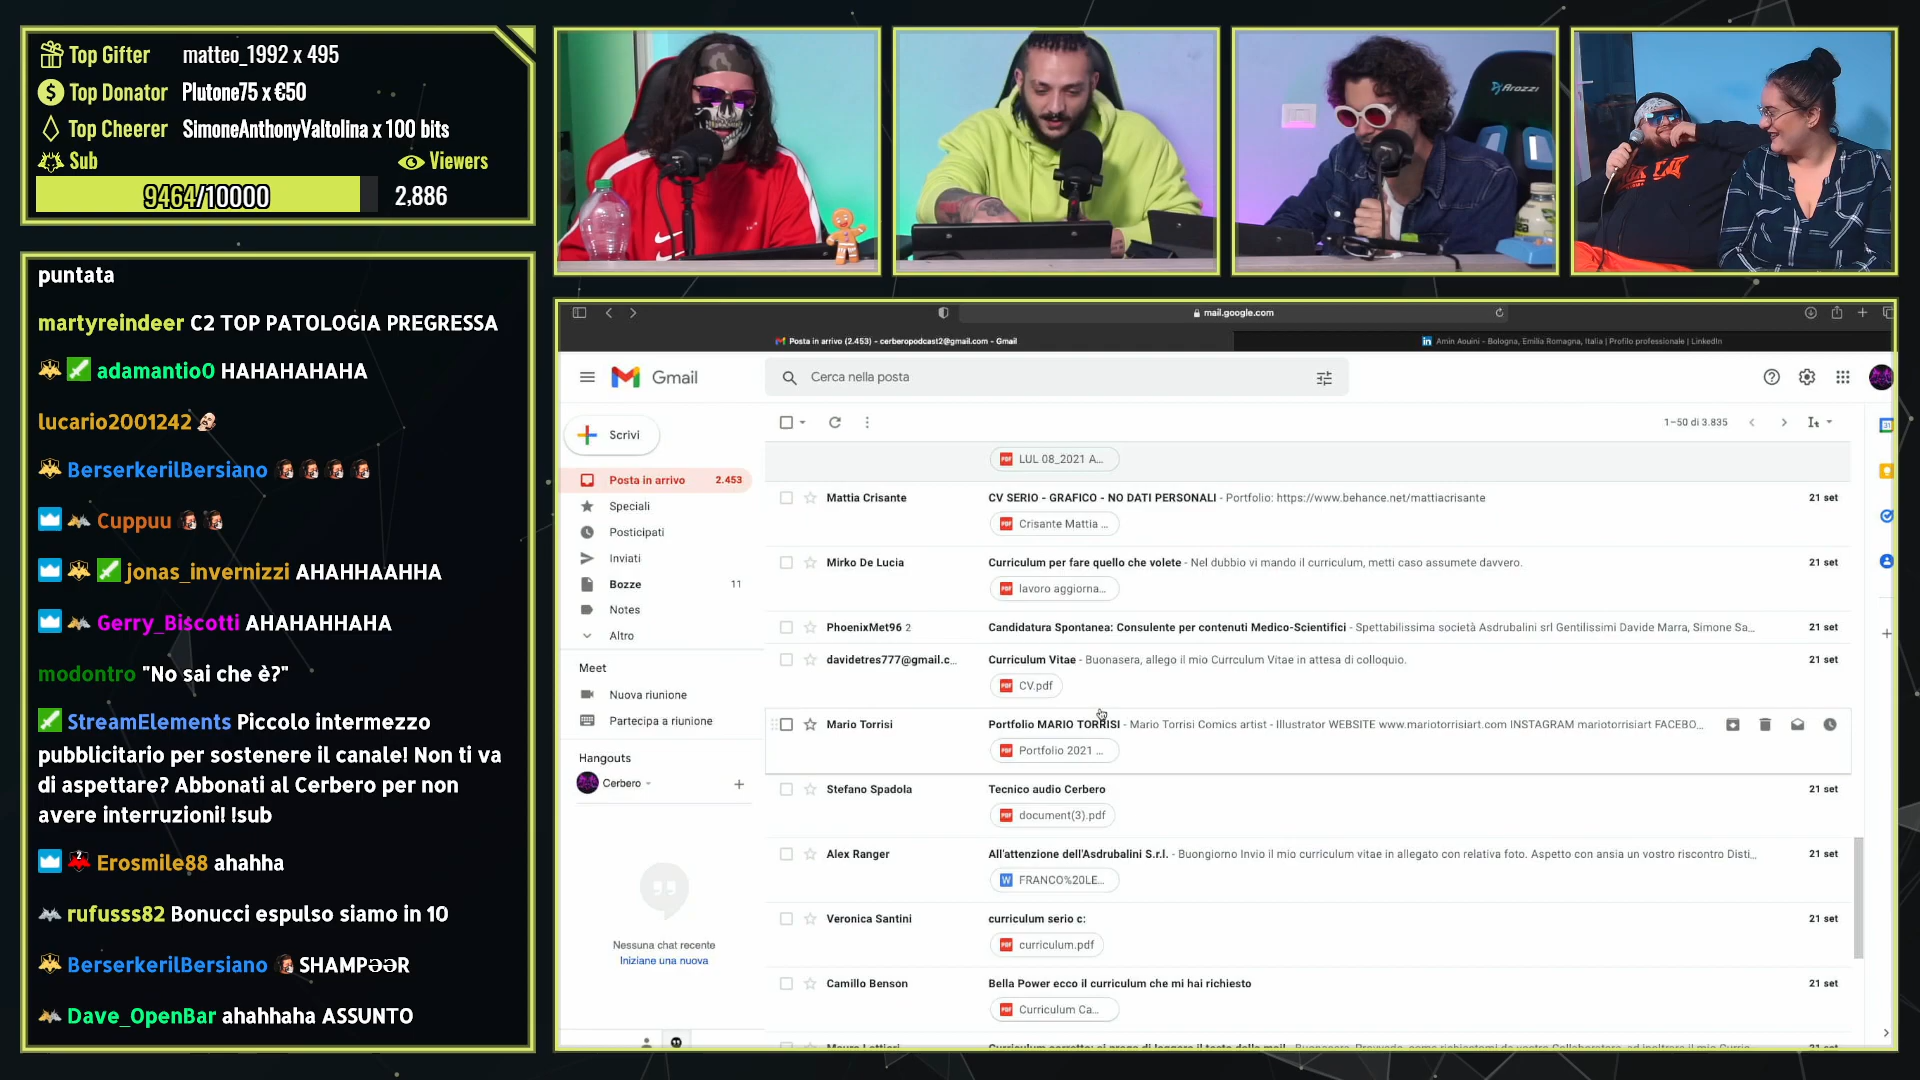 Top Gifter matteo_1992 x 495
Top Donator Plutone75 x €50
Top Cheerer SimoneAnthonyValtolina x 100 bits
Sub Viewers
9464/10000 2,886
puntata
martyreindeer C2 TOP PATOLOGIA PREGRESSA
adamantio0 HAHAHAHAHA
lucario2001242
BerserkerilBersiano
Cuppuu
jonas_invernizzi AHAHHAAHHA
Gerry_Biscotti AHAHAHHAHA
modontro "No sai che è?"
StreamElements Piccolo intermezzo
pubblicitario per sostenere il canale! Non ti va
di aspettare? Abbonati al Cerbero per non
avere interruzioni! !sub
Erosmile88 ahahha
rufusss82 Bonucci espulso siamo in 10
BerserkerilBersiano SHAMPəəR
Dave_OpenBar ahahhaha ASSUNTO
Arozzi
mail.google.com
Posta in arrivo (2.453) - cerberopodcast2@gmail.com - Gmail
Amin Aouini - Bologna, Emilia Romagna, Italia | Profilo professionale | LinkedIn
Gmail
Cerca nella posta
1–50 di 3.835
Scrivi
Posta in arrivo 2.453
Speciali
Posticipati
Inviati
Bozze 11
Notes
Altro
Meet
Nuova riunione
Partecipa a riunione
Hangouts
Cerbero
Nessuna chat recente
Iniziane una nuova
LUL 08_2021 A...
Mattia Crisante CV SERIO - GRAFICO - NO DATI PERSONALI - Portfolio: https://www.behance.net/mattiacrisante 21 set
Crisante Mattia ...
Mirko De Lucia Curriculum per fare quello che volete - Nel dubbio vi mando il curriculum, metti caso assumete davvero. 21 set
lavoro aggiorna...
PhoenixMet96 2 Candidatura Spontanea: Consulente per contenuti Medico-Scientifici - Spettabilissima società Asdrubalini srl Gentilissimi Davide Marra, Simone Sa... 21 set
davidetres777@gmail.c... Curriculum Vitae - Buonasera, allego il mio Currculum Vitae in attesa di colloquio. 21 set
CV.pdf
Mario Torrisi Portfolio MARIO TORRISI - Mario Torrisi Comics artist - Illustrator WEBSITE www.mariotorrisiart.com INSTAGRAM mariotorrisiart FACEBO...
Portfolio 2021 ...
Stefano Spadola Tecnico audio Cerbero 21 set
document(3).pdf
Alex Ranger All'attenzione dell'Asdrubalini S.r.l. - Buongiorno Invio il mio curriculum vitae in allegato con relativa foto. Aspetto con ansia un vostro riscontro Disti... 21 set
FRANCO%20LE...
Veronica Santini curriculum serio c: 21 set
curriculum.pdf
Camillo Benson Bella Power ecco il curriculum che mi hai richiesto 21 set
Curriculum Ca...